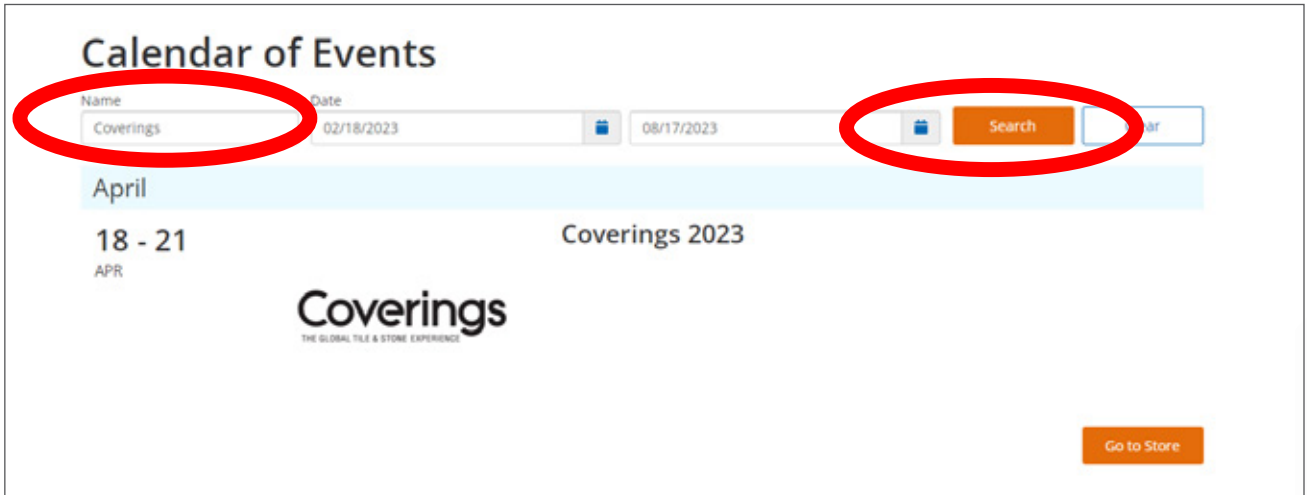 Calendar of Events
Name Date
Coverings 02/18/2023 08/17/2023 Search Clear
April
18 - 21 Coverings 2023
APR
Coverings
THE GLOBAL TILE & STONE EXPERIENCE
Go to Store